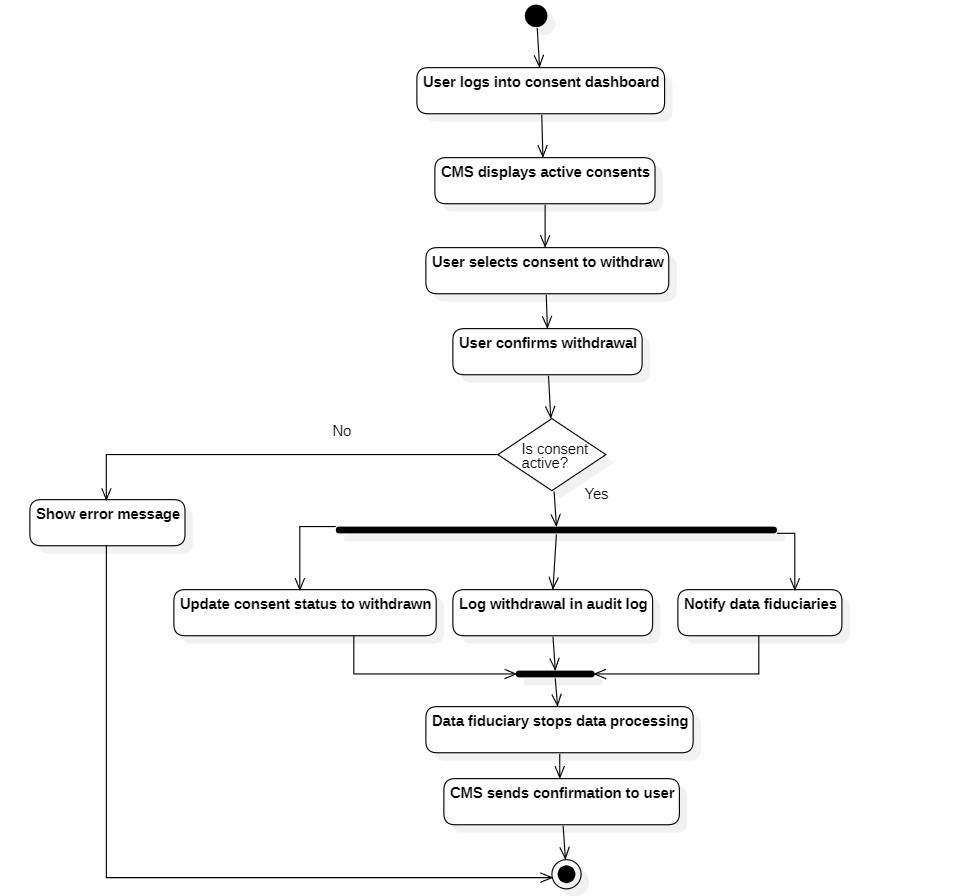 User logs into consent dashboard
CMS displays active consents
User selects consent to withdraw
User confirms withdrawal
No
Is consent
active?
Yes
Show error message
Update consent status to withdrawn
Log withdrawal in audit log
Notify data fiduciaries
Data fiduciary stops data processing
CMS sends confirmation to user